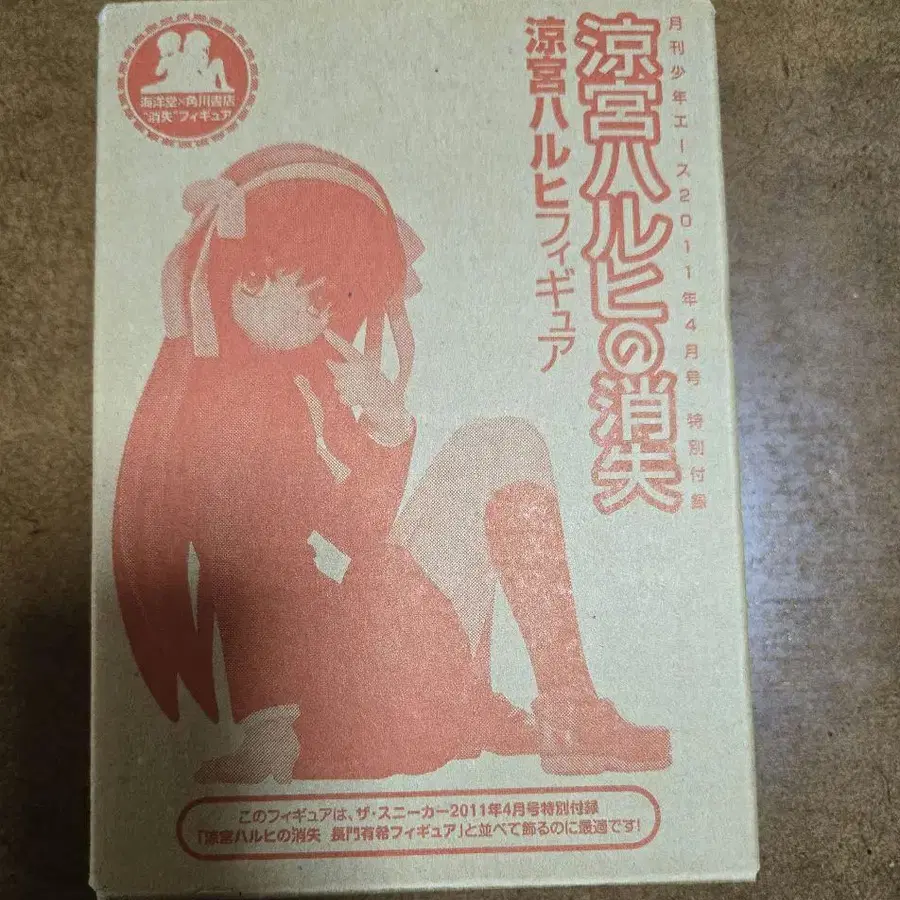 月刊少年エース2011年4月号 特別付録
涼宮ハルヒの消失
涼宮ハルヒフィギュア
海洋堂×角川書店
"消失"フィギュア
このフィギュアは、ザ・スニーカー2011年4月号特別付録
「涼宮ハルヒの消失 長門有希フィギュア」と並べて飾るのに最適です!